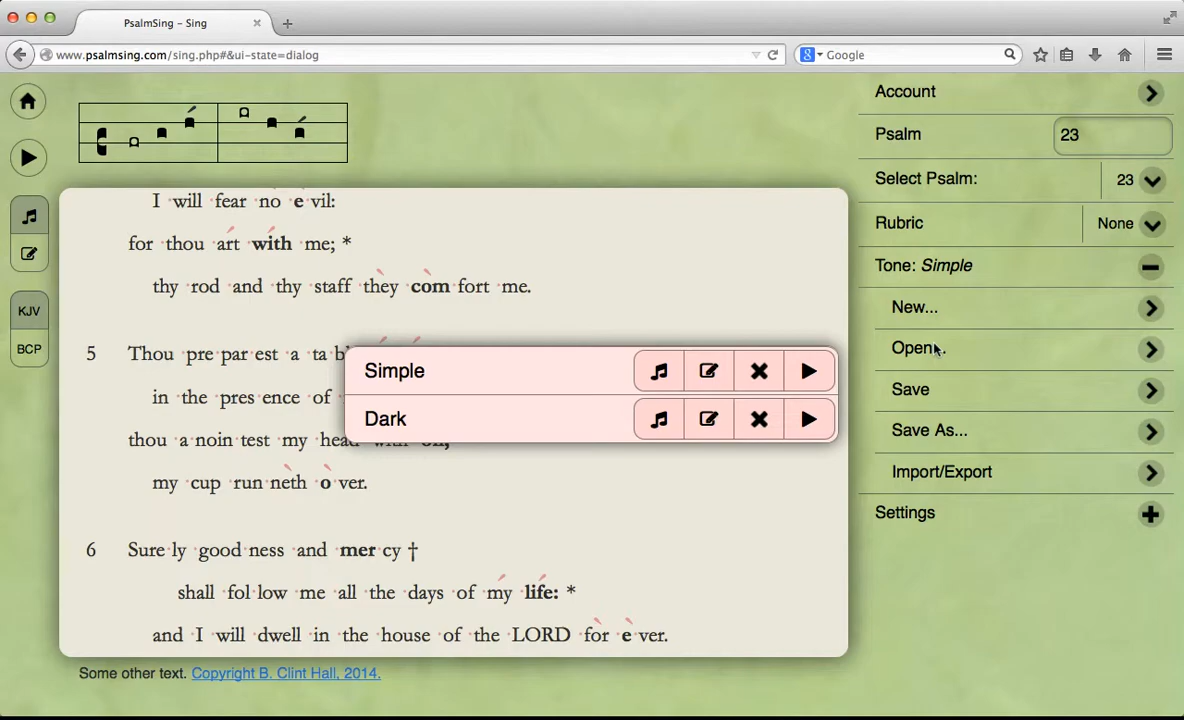 PsalmSing – Sing
www.psalmsing.com/sing.php#&ui-state=dialog
Google
Account
Psalm 23
Select Psalm: 23
Rubric None
Tone: Simple
New...
Open...
Save
Save As...
Import/Export
Settings
KJV
BCP
I will fear no e vil:
for thou art with me; *
thy rod and thy staff they com fort me.
5 Thou pre par est a ta
in the pres ence of
thou a noin test my head with oil;
my cup run neth o ver.
6 Sure ly good ness and mer cy †
shall fol low me all the days of my life: *
and I will dwell in the house of the LORD for e ver.
Simple
Dark
Some other text. Copyright B. Clint Hall, 2014.